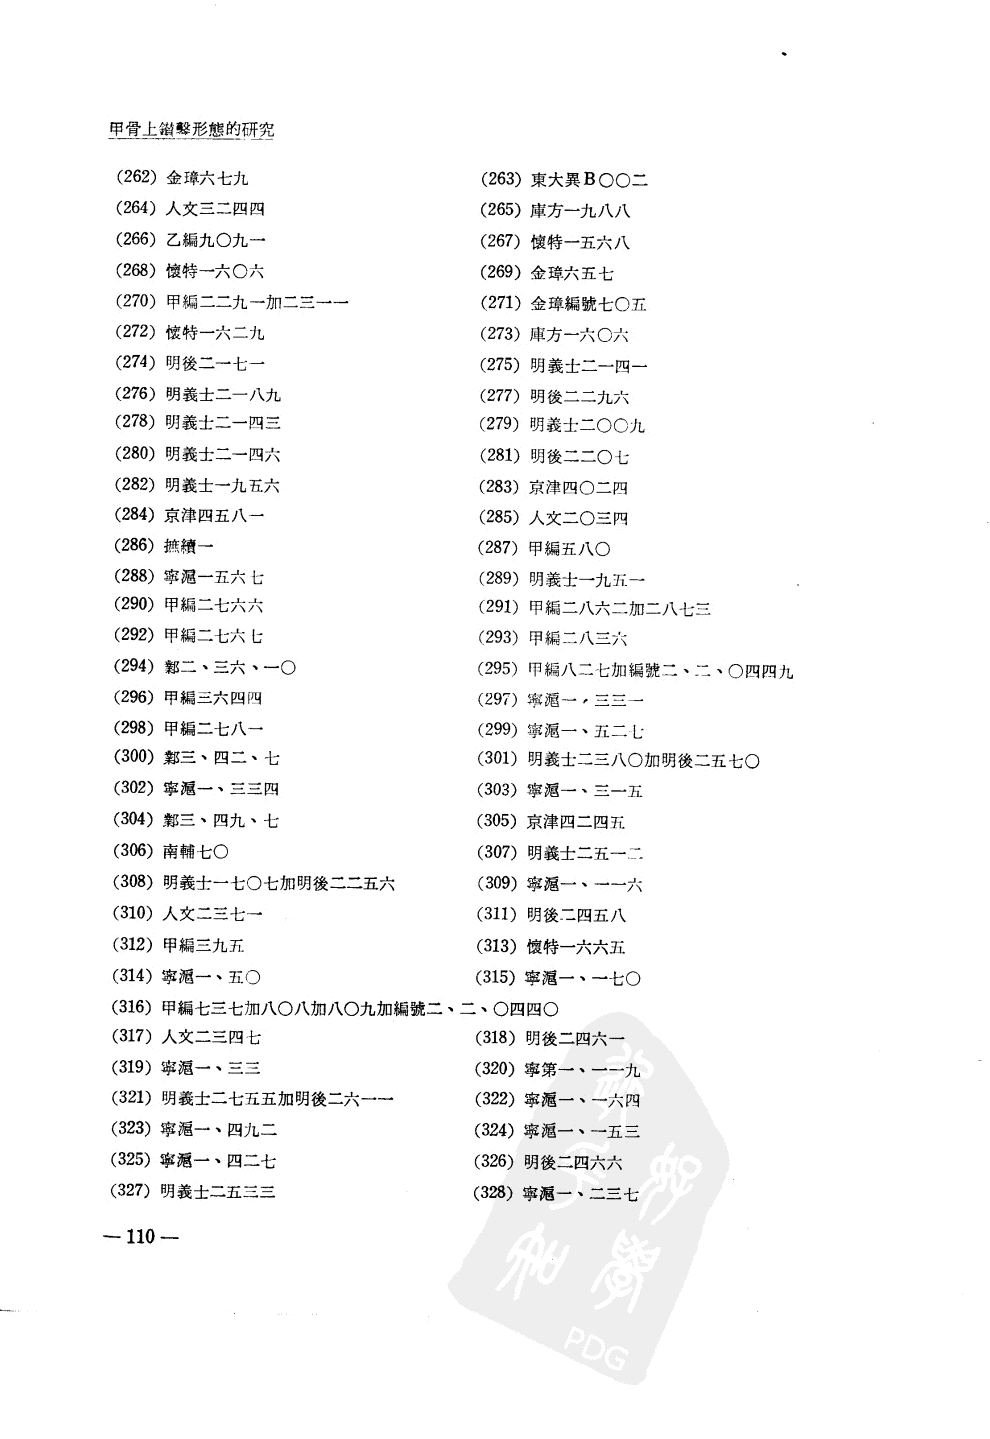 甲骨上鑽鑿形態的研究
(262) 金璋六七九 (263) 東大異B〇〇二
(264) 人文三二四四 (265) 庫方一九八八
(266) 乙編九〇九一 (267) 懷特一五六八
(268) 懷特一六〇六 (269) 金璋六五七
(270) 甲編二二九一加二三一一 (271) 金璋編號七〇五
(272) 懷特一六二九 (273) 庫方一六〇六
(274) 明後二一七一 (275) 明義士二一四一
(276) 明義士二一八九 (277) 明後二二九六
(278) 明義士二一四三 (279) 明義士二〇〇九
(280) 明義士二一四六 (281) 明後二二〇七
(282) 明義士一九五六 (283) 京津四〇二四
(284) 京津四五八一 (285) 人文二〇三四
(286) 摭續一 (287) 甲編五八〇
(288) 寧滬一五六七 (289) 明義士一九五一
(290) 甲編二七六六 (291) 甲編二八六二加二八七三
(292) 甲編二七六七 (293) 甲編二八三六
(294) 鄴二、三六、一〇 (295) 甲編八二七加編號二、二、〇四四九
(296) 甲編三六四四 (297) 寧滬一，三三一
(298) 甲編二七八一 (299) 寧滬一、五二七
(300) 鄴三、四二、七 (301) 明義士二三八〇加明後二五七〇
(302) 寧滬一、三三四 (303) 寧滬一、三一五
(304) 鄴三、四九、七 (305) 京津四二四五
(306) 南輔七〇 (307) 明義士二五一二
(308) 明義士一七〇七加明後二二五六 (309) 寧滬一、一一六
(310) 人文二三七一 (311) 明後二四五八
(312) 甲編三九五 (313) 懷特一六六五
(314) 寧滬一、五〇 (315) 寧滬一、一七〇
(316) 甲編七三七加八〇八加八〇九加編號二、二、〇四四〇
(317) 人文二三四七 (318) 明後二四六一
(319) 寧滬一、三三 (320) 寧第一、一一九
(321) 明義士二七五五加明後二六一一 (322) 寧滬一、一六四
(323) 寧滬一、四九二 (324) 寧滬一、一五三
(325) 寧滬一、四二七 (326) 明後二四六六
(327) 明義士二五三三 (328) 寧滬一、二三七
— 110 —
PDG